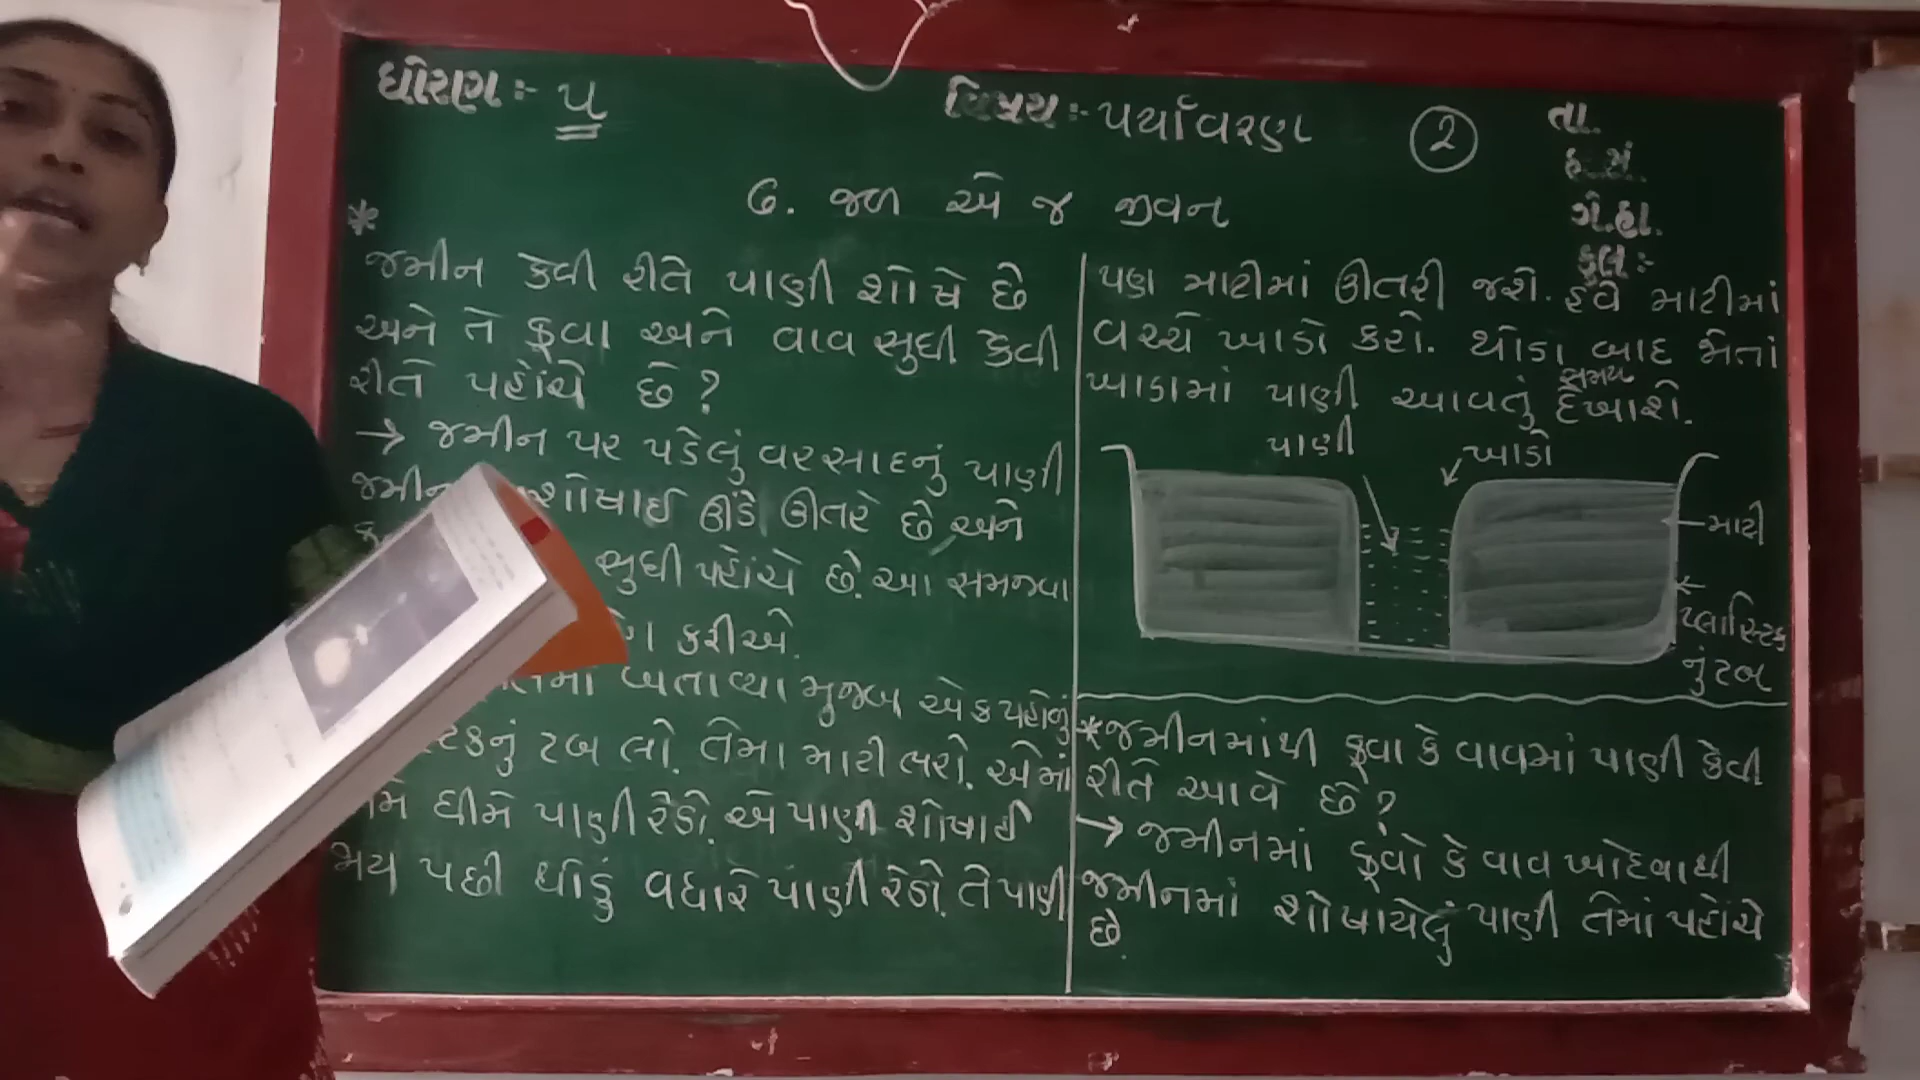 ધોરણ :- ૫
વિષય :- પર્યાવરણ
૨
તા.
ગે.હા.
કુલ :-
૬. જળ એ જ જીવન
*
જમીન કેવી રીતે પાણી શોષે છે
અને તે કૂવા અને વાવ સુધી કેવી
રીતે પહોંચે છે?
→ જમીન પર પડેલું વરસાદનું પાણી
જમીન શોષાઈ ઊંડે ઊતરે છે અને
સુધી પહોંચે છે. આ સમજવા
કરીએ.
બતાવ્યા મુજબ એક પહોળું
ટબ લો. તેમા માટી ભરો. એમાં
ધીમે પાણી રેડો. એ પાણી શોષાઈ
જાય પછી થોડું વધારે પાણી રેડો. તે પાણી
પણ માટીમાં ઊતરી જશે. હવે માટીમાં
વચ્ચે ખાડો કરો. થોડા બાદ જોતાં
સમય
ખાડામાં પાણી આવતું દેખાશે.
પાણી
ખાડો
માટી
પ્લાસ્ટિક
નું ટબ
* જમીનમાંથી કૂવા કે વાવમાં પાણી કેવી
રીતે આવે છે?
→ જમીનમાં કૂવો કે વાવ ખોદવાથી
જમીનમાં શોષાયેલું પાણી તેમાં પહોંચે
છે.